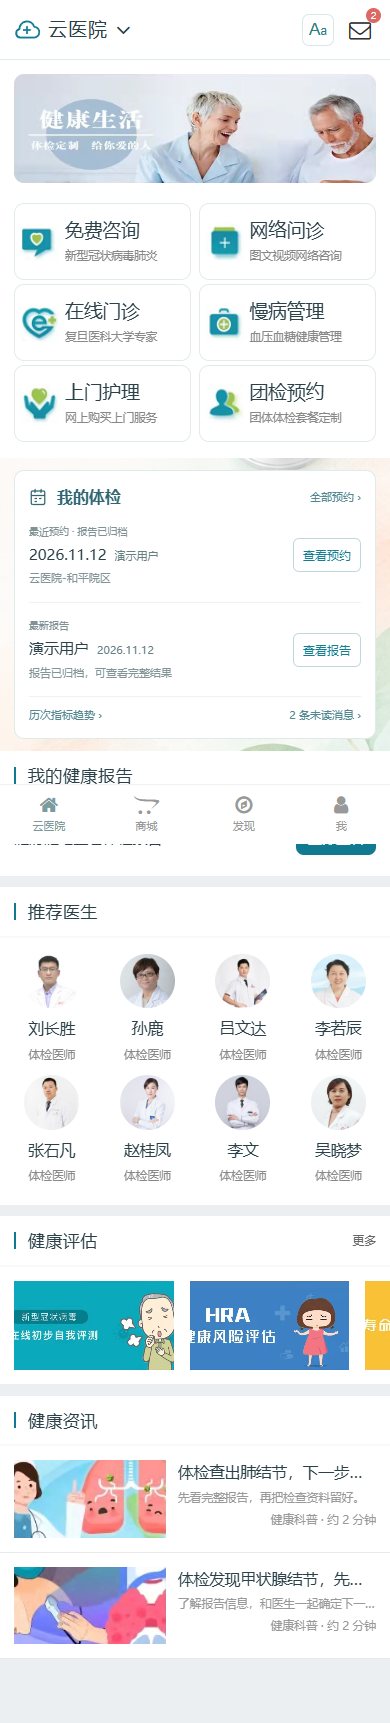 云医院
Aa
2
健康生活
体检定制 给你爱的人
免费咨询
新型冠状病毒肺炎
网络问诊
图文视频网络咨询
在线门诊
复旦医科大学专家
慢病管理
血压血糖健康管理
上门护理
网上购买上门服务
团检预约
团体体检套餐定制
我的体检
全部预约 ›
最近预约 · 报告已归档
2026.11.12 演示用户
云医院-和平院区
查看预约
最新报告
演示用户 2026.11.12
报告已归档，可查看完整结果
查看报告
历次指标趋势 ›
2 条未读消息 ›
我的健康报告
云医院
商城
发现
我
推荐医生
刘长胜
孙鹿
吕文达
李若辰
体检医师
体检医师
体检医师
体检医师
张石凡
赵桂凤
李文
吴晓梦
体检医师
体检医师
体检医师
体检医师
健康评估
更多
新型冠状病毒
在线初步自我评测
HRA
健康风险评估
寿命
健康资讯
体检查出肺结节，下一步…
先看完整报告，再把检查资料留好。
健康科普 · 约 2 分钟
体检发现甲状腺结节，先…
了解报告信息，和医生一起确定下一…
健康科普 · 约 2 分钟